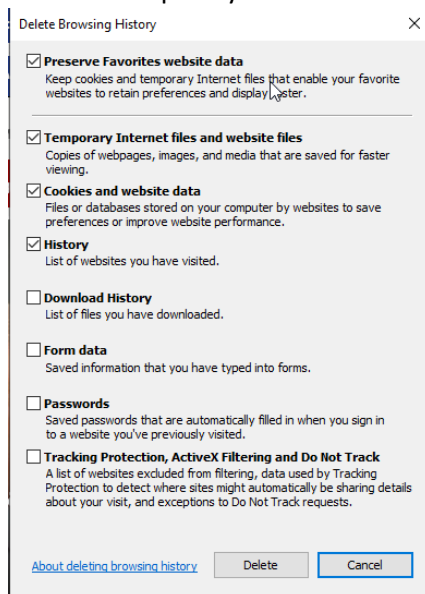 Delete Browsing History
Preserve Favorites website data
Keep cookies and temporary Internet files that enable your favorite
websites to retain preferences and display faster.
Temporary Internet files and website files
Copies of webpages, images, and media that are saved for faster
viewing.
Cookies and website data
Files or databases stored on your computer by websites to save
preferences or improve website performance.
History
List of websites you have visited.
Download History
List of files you have downloaded.
Form data
Saved information that you have typed into forms.
Passwords
Saved passwords that are automatically filled in when you sign in
to a website you've previously visited.
Tracking Protection, ActiveX Filtering and Do Not Track
A list of websites excluded from filtering, data used by Tracking
Protection to detect where sites might automatically be sharing details
about your visit, and exceptions to Do Not Track requests.
About deleting browsing history
Delete
Cancel